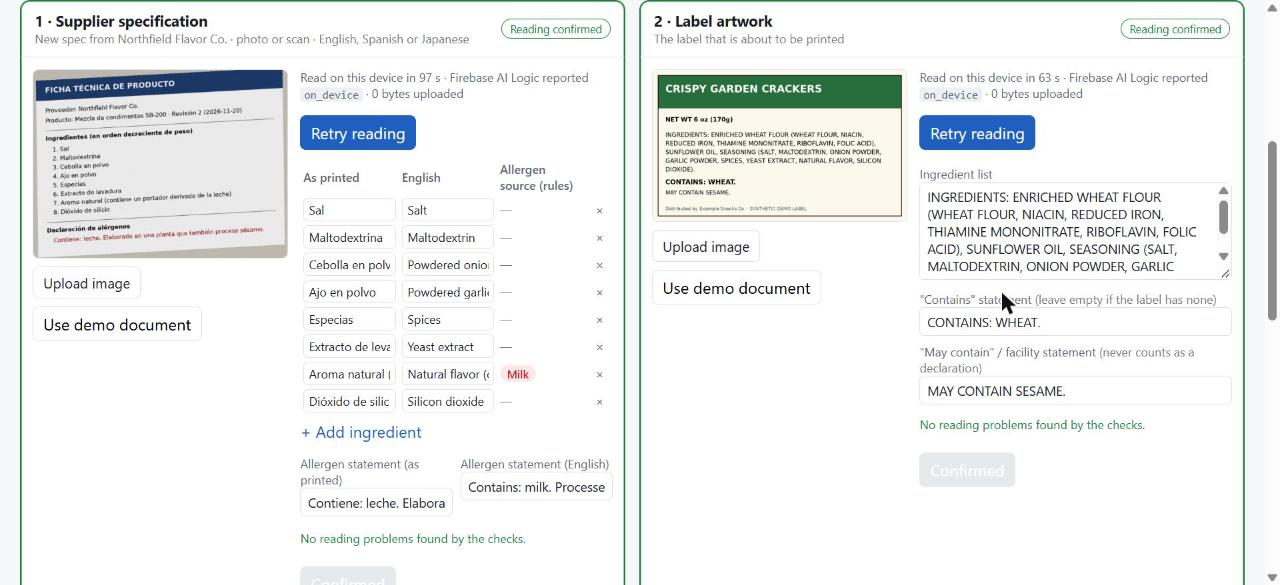 1 · Supplier specification
New spec from Northfield Flavor Co. · photo or scan · English, Spanish or Japanese
Reading confirmed
FICHA TÉCNICA DE PRODUCTO
Proveedor: Northfield Flavor Co.
Producto: Mezcla de condimentos SB-200 · Revisión 2 (2026-11-20)
Ingredientes (en orden decreciente de peso)
1. Sal
2. Maltodextrina
3. Cebolla en polvo
4. Ajo en polvo
5. Especias
6. Extracto de levadura
7. Aroma natural (contiene un portador derivado de la leche)
8. Dióxido de silicio
Declaración de alérgenos
Contiene: leche. Elaborado en una planta que también procesa sésamo.
Upload image
Use demo document
Read on this device in 97 s · Firebase AI Logic reported
on_device · 0 bytes uploaded
Retry reading
As printed English Allergen
source (rules)
Sal Salt — ×
Maltodextrina Maltodextrin — ×
Cebolla en polv Powdered onio — ×
Ajo en polvo Powdered garli — ×
Especias Spices — ×
Extracto de leva Yeast extract — ×
Aroma natural ( Natural flavor (c Milk ×
Dióxido de silic Silicon dioxide — ×
+ Add ingredient
Allergen statement (as
printed)
Contiene: leche. Elabora
Allergen statement (English)
Contains: milk. Processe
No reading problems found by the checks.
Confirmed
2 · Label artwork
The label that is about to be printed
Reading confirmed
CRISPY GARDEN CRACKERS
NET WT 6 oz (170g)
INGREDIENTS: ENRICHED WHEAT FLOUR (WHEAT FLOUR, NIACIN,
REDUCED IRON, THIAMINE MONONITRATE, RIBOFLAVIN, FOLIC ACID),
SUNFLOWER OIL, SEASONING (SALT, MALTODEXTRIN, ONION POWDER,
GARLIC POWDER, SPICES, YEAST EXTRACT, NATURAL FLAVOR, SILICON
DIOXIDE).
CONTAINS: WHEAT.
MAY CONTAIN SESAME.
Distributed by Example Snacks Co. · SYNTHETIC DEMO LABEL
Upload image
Use demo document
Read on this device in 63 s · Firebase AI Logic reported
on_device · 0 bytes uploaded
Retry reading
Ingredient list
INGREDIENTS: ENRICHED WHEAT FLOUR
(WHEAT FLOUR, NIACIN, REDUCED IRON,
THIAMINE MONONITRATE, RIBOFLAVIN, FOLIC
ACID), SUNFLOWER OIL, SEASONING (SALT,
MALTODEXTRIN, ONION POWDER, GARLIC
"Contains" statement (leave empty if the label has none)
CONTAINS: WHEAT.
"May contain" / facility statement (never counts as a
declaration)
MAY CONTAIN SESAME.
No reading problems found by the checks.
Confirmed